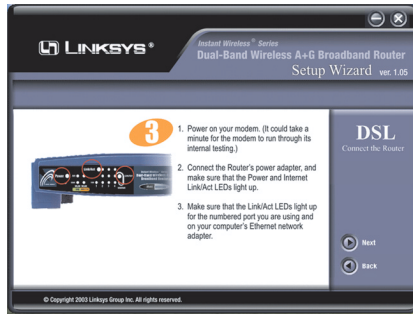 LINKSYS®
Instant Wireless® Series
Dual-Band Wireless A+G Broadband Router
Setup Wizard ver. 1.05
3
1. Power on your modem. (It could take a
minute for the modem to run through its
internal testing.)
2. Connect the Router's power adapter, and
make sure that the Power and Internet
Link/Act LEDs light up.
3. Make sure that the Link/Act LEDs light up
for the numbered port you are using and
on your computer's Ethernet network
adapter.
DSL
Connect the Router
Next
Back
© Copyright 2003 Linksys Group Inc. All rights reserved.